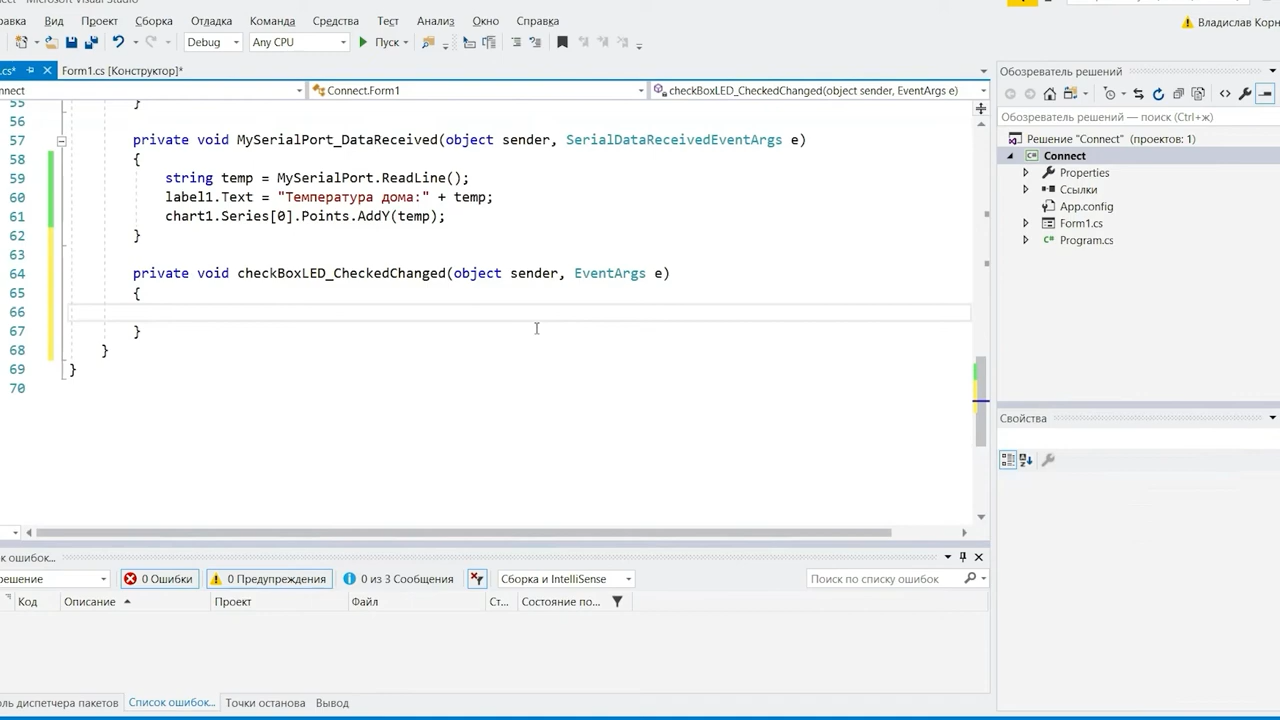 Microsoft Visual Studio
Вид Проект Сборка Отладка Команда Средства Тест Анализ Окно Справка
Владислав Корн
Debug Any CPU Пуск
.cs* Form1.cs [Конструктор]*
Connect.Form1 checkBoxLED_CheckedChanged(object sender, EventArgs e)
55 }
56
57 private void MySerialPort_DataReceived(object sender, SerialDataReceivedEventArgs e)
58 {
59 string temp = MySerialPort.ReadLine();
60 label1.Text = "Температура дома:" + temp;
61 chart1.Series[0].Points.AddY(temp);
62 }
63
64 private void checkBoxLED_CheckedChanged(object sender, EventArgs e)
65 {
66
67 }
68 }
69 }
70
Обозреватель решений
Обозреватель решений — поиск (Ctrl+ж)
Решение "Connect" (проектов: 1)
Connect
Properties
Ссылки
App.config
Form1.cs
Program.cs
Свойства
к ошибок...
решение 0 Ошибки 0 Предупреждения 0 из 3 Сообщения Сборка и IntelliSense Поиск по списку ошибок
Код Описание Проект Файл Ст... Состояние по...
оль диспетчера пакетов Список ошибок... Точки останова Вывод